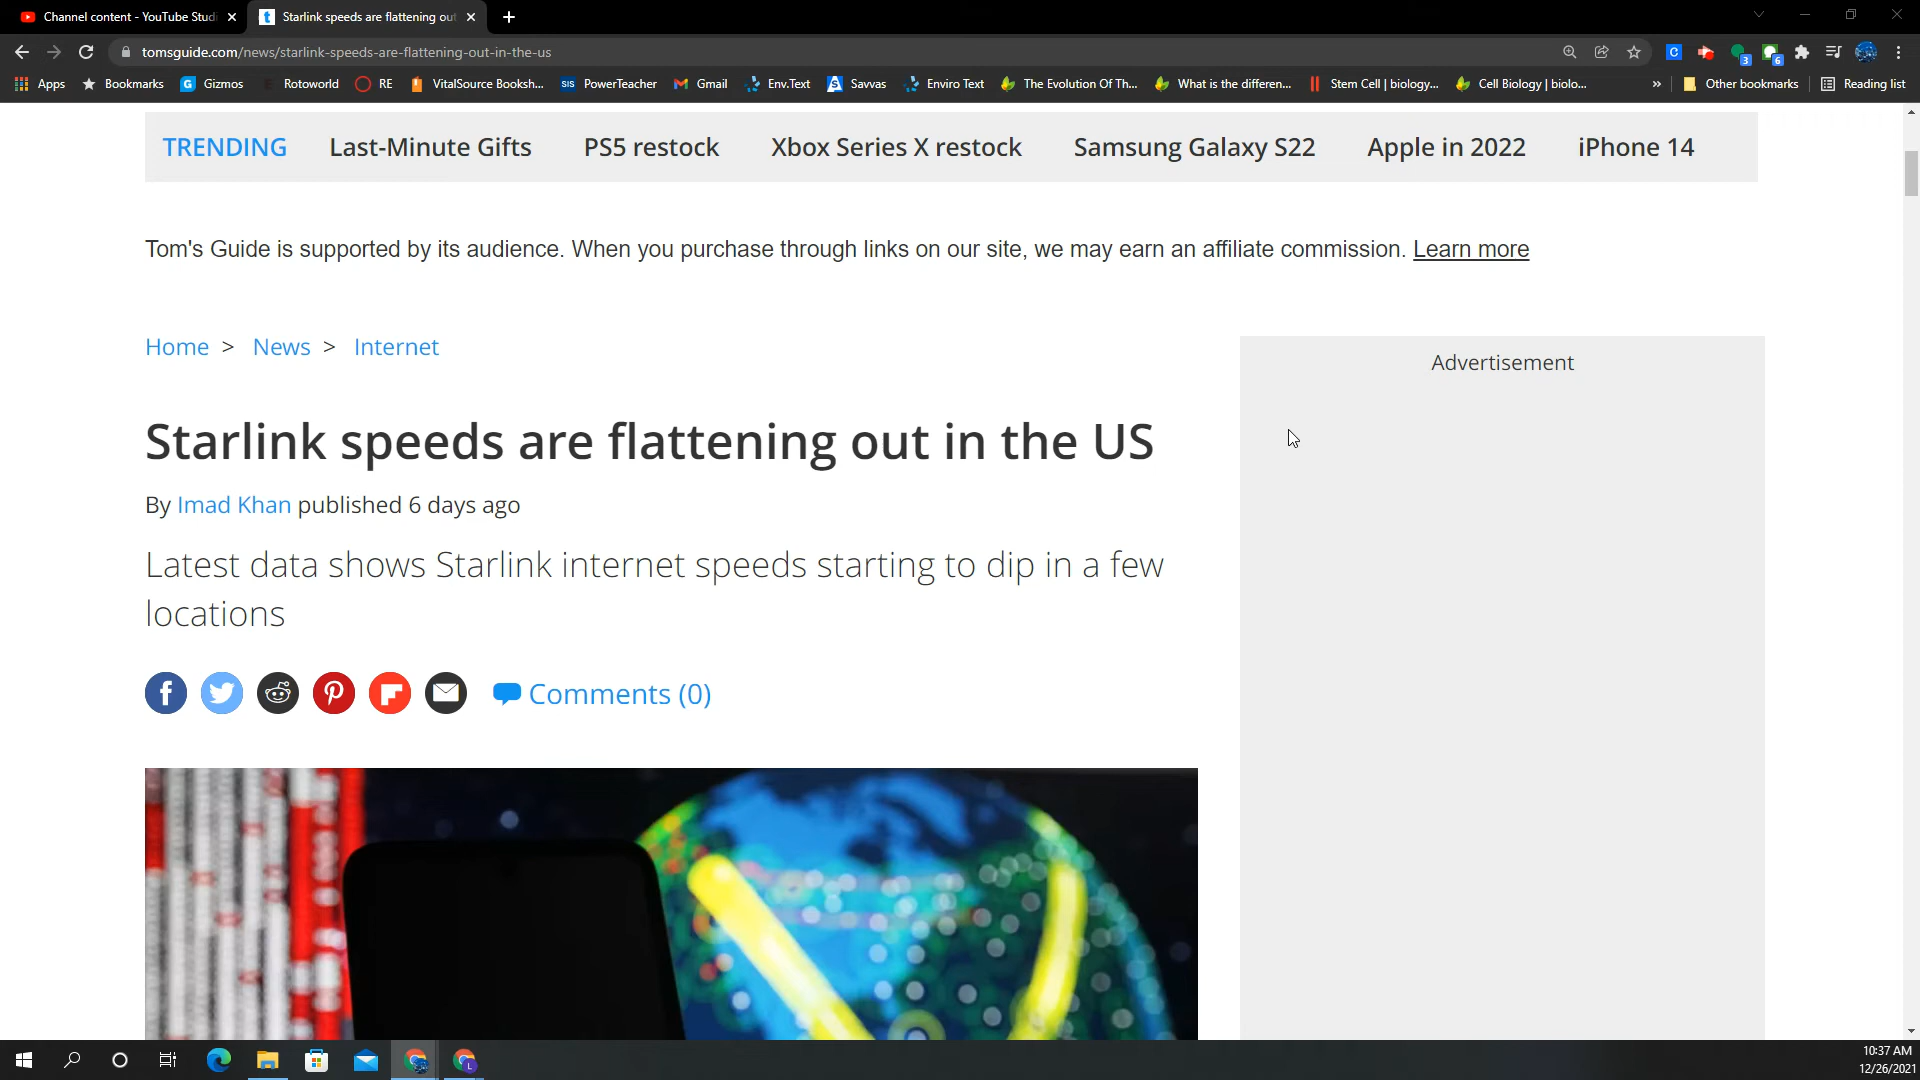 Channel content - YouTube Studi
Starlink speeds are flattening out
tomsguide.com/news/starlink-speeds-are-flattening-out-in-the-us
Apps
Bookmarks
Gizmos
Rotoworld
RE
VitalSource Booksh...
SIS PowerTeacher
Gmail
Env.Text
Savvas
Enviro Text
The Evolution Of Th...
What is the differen...
Stem Cell | biology...
Cell Biology | biolo...
»
Other bookmarks
Reading list
TRENDING Last-Minute Gifts PS5 restock Xbox Series X restock Samsung Galaxy S22 Apple in 2022 iPhone 14
Tom's Guide is supported by its audience. When you purchase through links on our site, we may earn an affiliate commission. Learn more
Home > News > Internet
Advertisement
Starlink speeds are flattening out in the US
By Imad Khan published 6 days ago
Latest data shows Starlink internet speeds starting to dip in a few
locations
Comments (0)
10:37 AM
12/26/2021